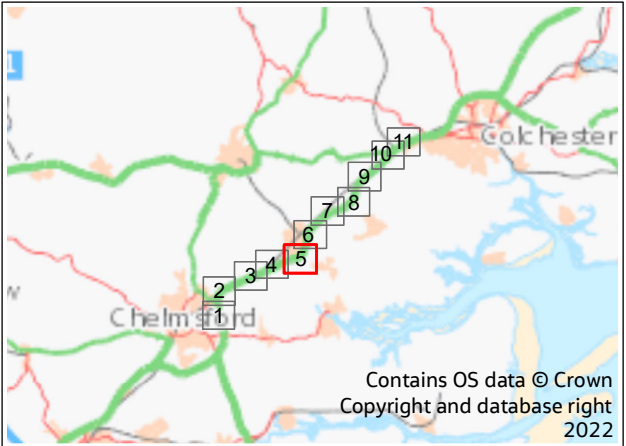 1
Colchester
11
10
9
8
7
6
5
4
3
2
w
1
Chelmsford
Contains OS data © Crown
Copyright and database right
2022